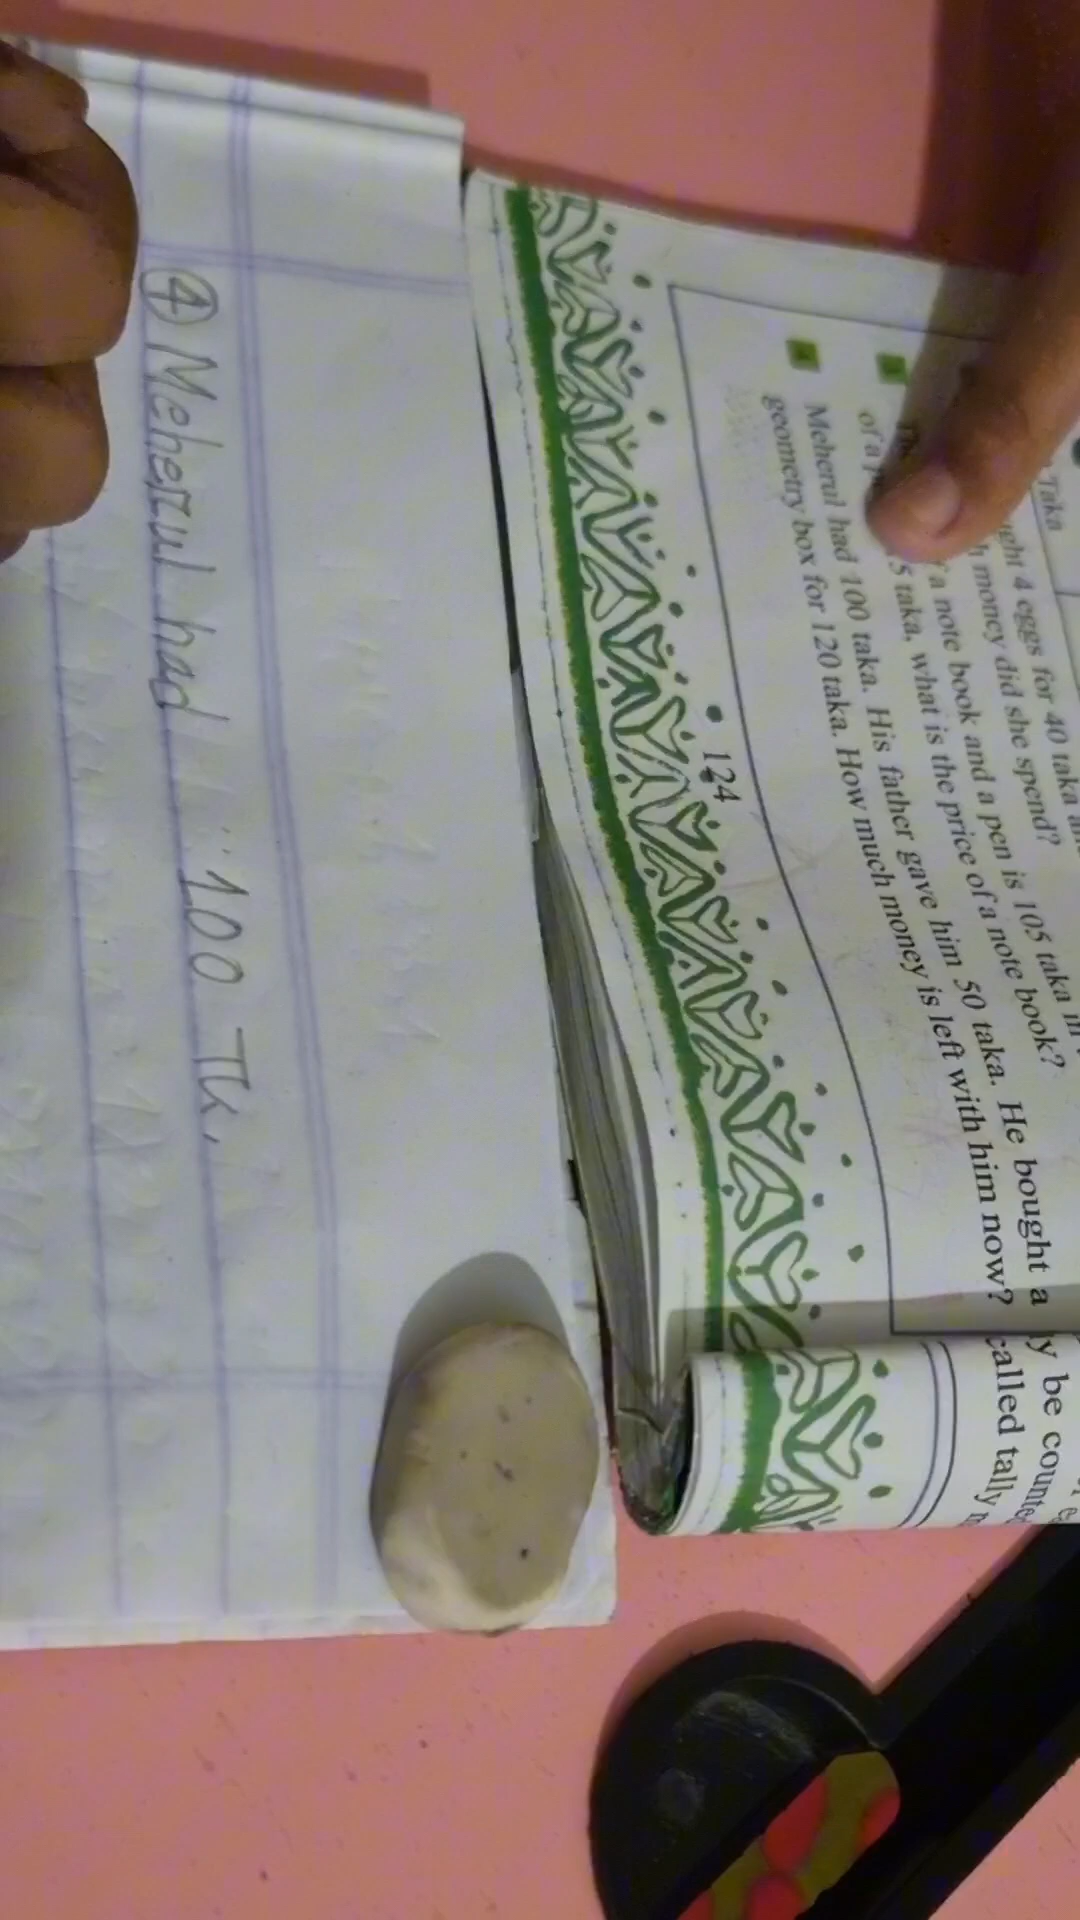 Taka
ght 4 eggs for 40 taka
h money did she spend?
a note book and a pen is 105 taka
of a 5 taka, what is the price of a note book?
Meherul had 100 taka. His father gave him 50 taka. He bought a
geometry box for 120 taka. How much money is left with him now?
124
y be counte
called tally
④ Meherul had 100 TK.